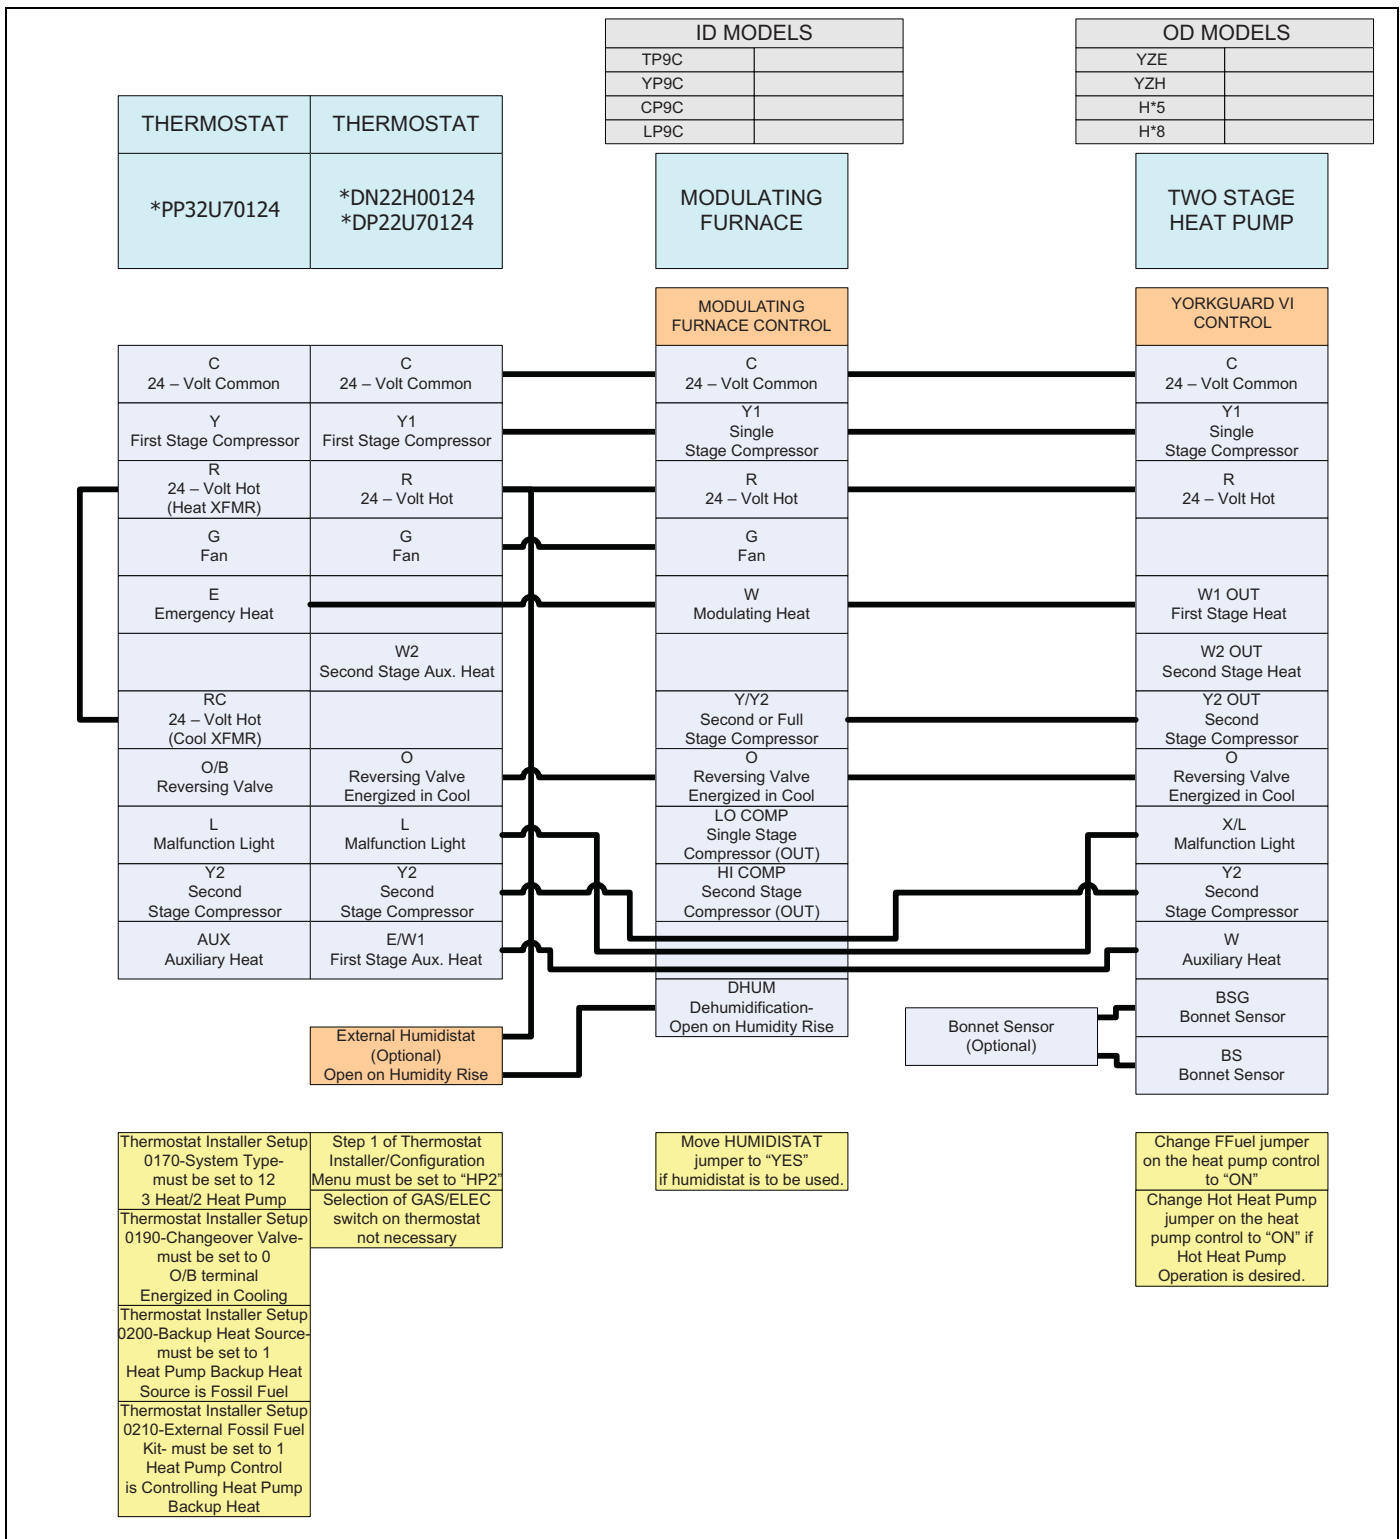 ID MODELS
TP9C
YP9C
CP9C
LP9C
OD MODELS
YZE
YZH
H*5
H*8
THERMOSTAT
THERMOSTAT
*PP32U70124
*DN22H00124
*DP22U70124
MODULATING
FURNACE
TWO STAGE
HEAT PUMP
MODULATING
FURNACE CONTROL
YORKGUARD VI
CONTROL
C
24 – Volt Common
C
24 – Volt Common
C
24 – Volt Common
C
24 – Volt Common
Y
First Stage Compressor
Y1
First Stage Compressor
Y1
Single
Stage Compressor
Y1
Single
Stage Compressor
R
24 – Volt Hot
(Heat XFMR)
R
24 – Volt Hot
R
24 – Volt Hot
R
24 – Volt Hot
G
Fan
G
Fan
G
Fan
E
Emergency Heat
W
Modulating Heat
W1 OUT
First Stage Heat
W2
Second Stage Aux. Heat
W2 OUT
Second Stage Heat
RC
24 – Volt Hot
(Cool XFMR)
Y/Y2
Second or Full
Stage Compressor
Y2 OUT
Second
Stage Compressor
O/B
Reversing Valve
O
Reversing Valve
Energized in Cool
O
Reversing Valve
Energized in Cool
O
Reversing Valve
Energized in Cool
L
Malfunction Light
L
Malfunction Light
LO COMP
Single Stage
Compressor (OUT)
X/L
Malfunction Light
Y2
Second
Stage Compressor
Y2
Second
Stage Compressor
HI COMP
Second Stage
Compressor (OUT)
Y2
Second
Stage Compressor
AUX
Auxiliary Heat
E/W1
First Stage Aux. Heat
W
Auxiliary Heat
DHUM
Dehumidification-
Open on Humidity Rise
BSG
Bonnet Sensor
External Humidistat
(Optional)
Open on Humidity Rise
Bonnet Sensor
(Optional)
BS
Bonnet Sensor
Thermostat Installer Setup
0170-System Type-
must be set to 12
3 Heat/2 Heat Pump
Thermostat Installer Setup
0190-Changeover Valve-
must be set to 0
O/B terminal
Energized in Cooling
Thermostat Installer Setup
0200-Backup Heat Source-
must be set to 1
Heat Pump Backup Heat
Source is Fossil Fuel
Thermostat Installer Setup
0210-External Fossil Fuel
Kit- must be set to 1
Heat Pump Control
is Controlling Heat Pump
Backup Heat
Step 1 of Thermostat
Installer/Configuration
Menu must be set to “HP2”
Selection of GAS/ELEC
switch on thermostat
not necessary
Move HUMIDISTAT
jumper to “YES”
if humidistat is to be used.
Change FFuel jumper
on the heat pump control
to “ON”
Change Hot Heat Pump
jumper on the heat
pump control to “ON” if
Hot Heat Pump
Operation is desired.